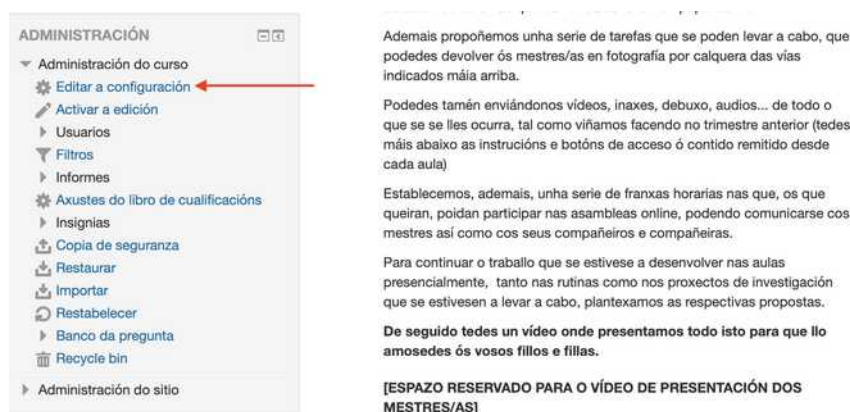 ADMINISTRACIÓN
Administración do curso
Editar a configuración
Activar a edición
Usuarios
Filtros
Informes
Axustes do libro de cualificacións
Insignias
Copia de seguranza
Restaurar
Importar
Restabelecer
Banco da pregunta
Recycle bin
Administración do sitio
Ademais propoñemos unha serie de tarefas que se poden levar a cabo, que
podedes devolver ós mestres/as en fotografía por calquera das vías
indicados máia arriba.
Podedes tamén enviándonos vídeos, inaxes, debuxo, audios... de todo o
que se se lles ocurra, tal como viñamos facendo no trimestre anterior (tedes
máis abaixo as instrucións e botóns de acceso ó contido remitido desde
cada aula)
Establecemos, ademais, unha serie de franxas horarias nas que, os que
queiran, poidan participar nas asambleas online, podendo comunicarse cos
mestres así como cos seus compañeiros e compañeiras.
Para continuar o traballo que se estivese a desenvolver nas aulas
presencialmente, tanto nas rutinas como nos proxectos de investigación
que se estivesen a levar a cabo, plantexamos as respectivas propostas.
De seguido tedes un vídeo onde presentamos todo isto para que llo
amosedes ós vosos fillos e fillas.
[ESPAZO RESERVADO PARA O VÍDEO DE PRESENTACIÓN DOS
MESTRES/AS]